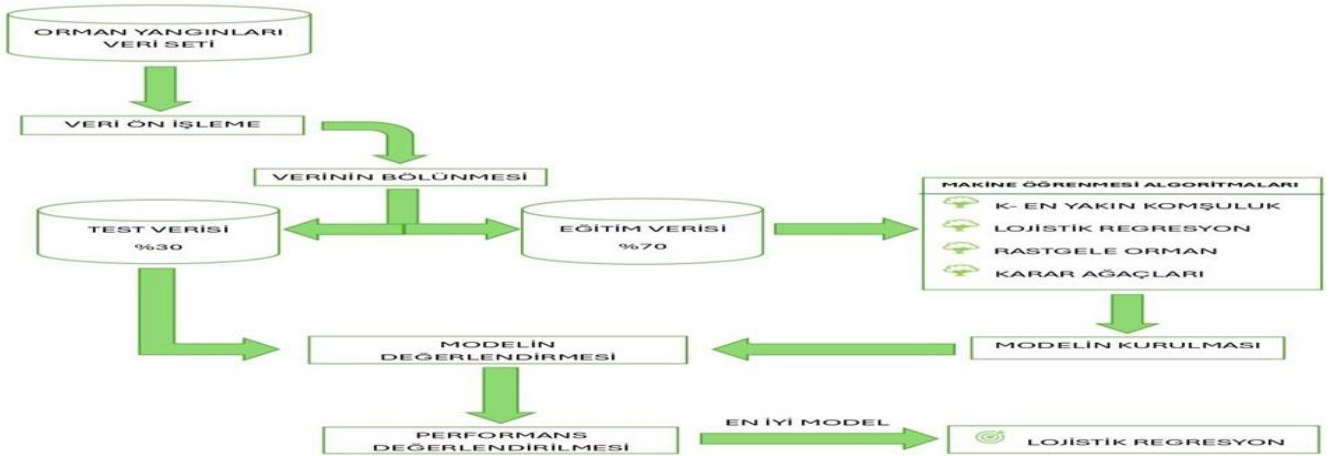 ORMAN YANGINLARI
VERİ SETİ
VERİ ÖN İŞLEME
VERİNİN BÖLÜNMESİ
TEST VERİSİ
%30
EĞİTİM VERİSİ
%70
MAKİNE ÖĞRENMESİ ALGORİTMALARI
K- EN YAKIN KOMŞULUK
LOJİSTİK REGRESYON
RASTGELE ORMAN
KARAR AĞAÇLARI
MODELİN KURULMASI
MODELİN
DEĞERLENDİRMESİ
PERFORMANS
DEĞERLENDİRİLMESİ
EN İYİ MODEL
LOJİSTİK REGRESYON